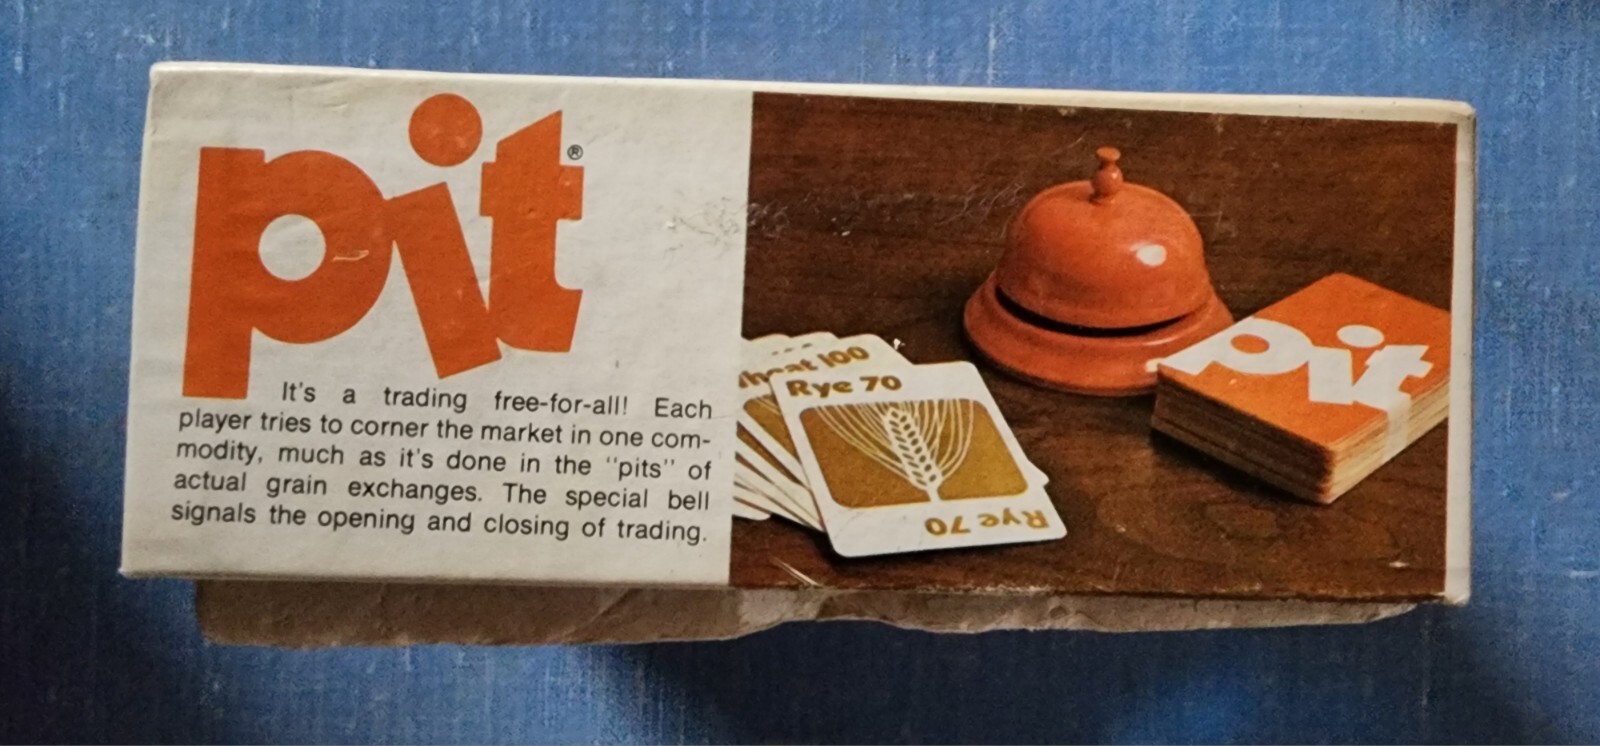 pit®
It's a trading free-for-all! Each
player tries to corner the market in one com-
modity, much as it's done in the "pits" of
actual grain exchanges. The special bell
signals the opening and closing of trading.
100
Rye 70
Rye 70
pit